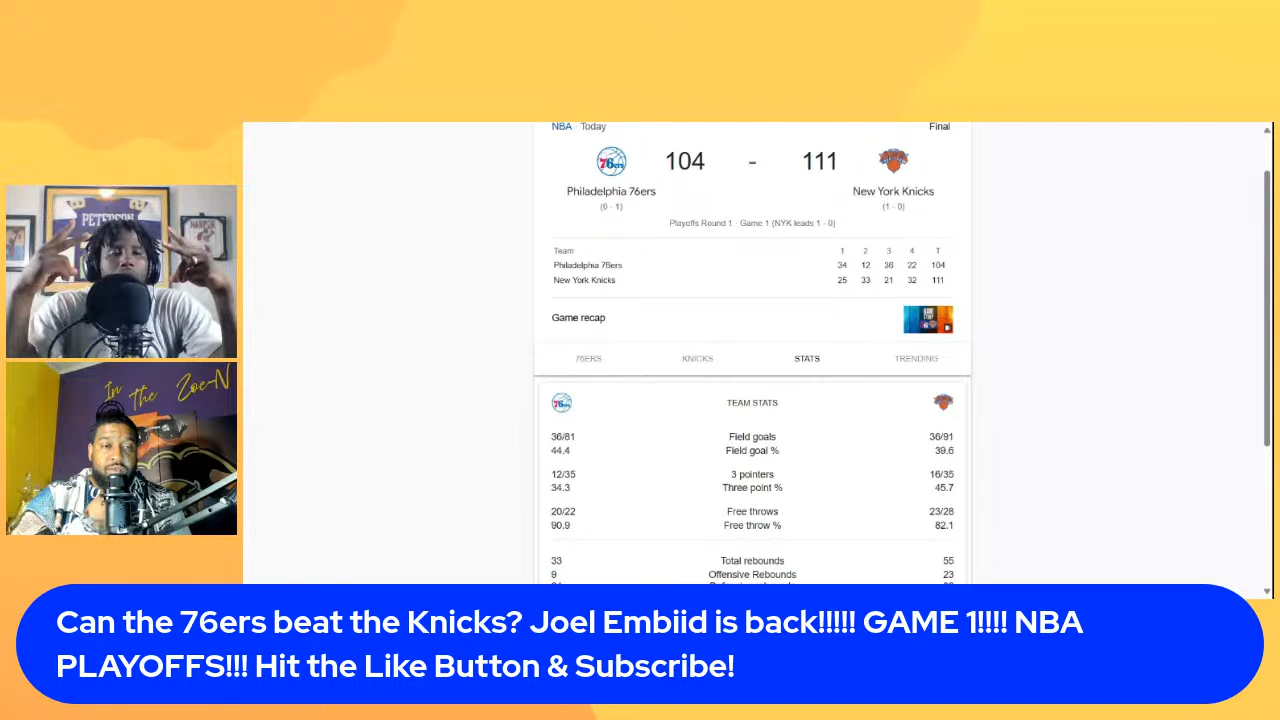 NBA · Today Final
76ers 104 - 111
Philadelphia 76ers New York Knicks
(0 - 1) (1 - 0)
Playoffs Round 1 · Game 1 (NYK leads 1 - 0)
Team 1 2 3 4 T
Philadelphia 76ers 34 12 36 22 104
New York Knicks 25 33 21 32 111
Game recap
76ERS KNICKS STATS TRENDING
76ers TEAM STATS
36/81 Field goals 36/91
44.4 Field goal % 39.6
12/35 3 pointers 16/35
34.3 Three point % 45.7
20/22 Free throws 23/28
90.9 Free throw % 82.1
33 Total rebounds 55
9 Offensive Rebounds 23
PETERSON
In the Zoe-N
Can the 76ers beat the Knicks? Joel Embiid is back!!!!! GAME 1!!!! NBA
PLAYOFFS!!! Hit the Like Button & Subscribe!